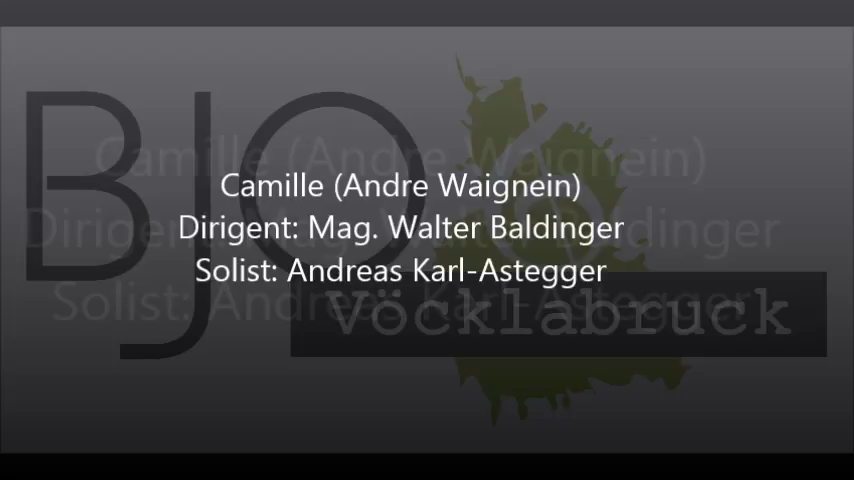 Camille (Andre Waignein)
Dirigent: Mag. Walter Baldinger
Solist: Andreas Karl-Astegger
BJO
Vöcklabruck